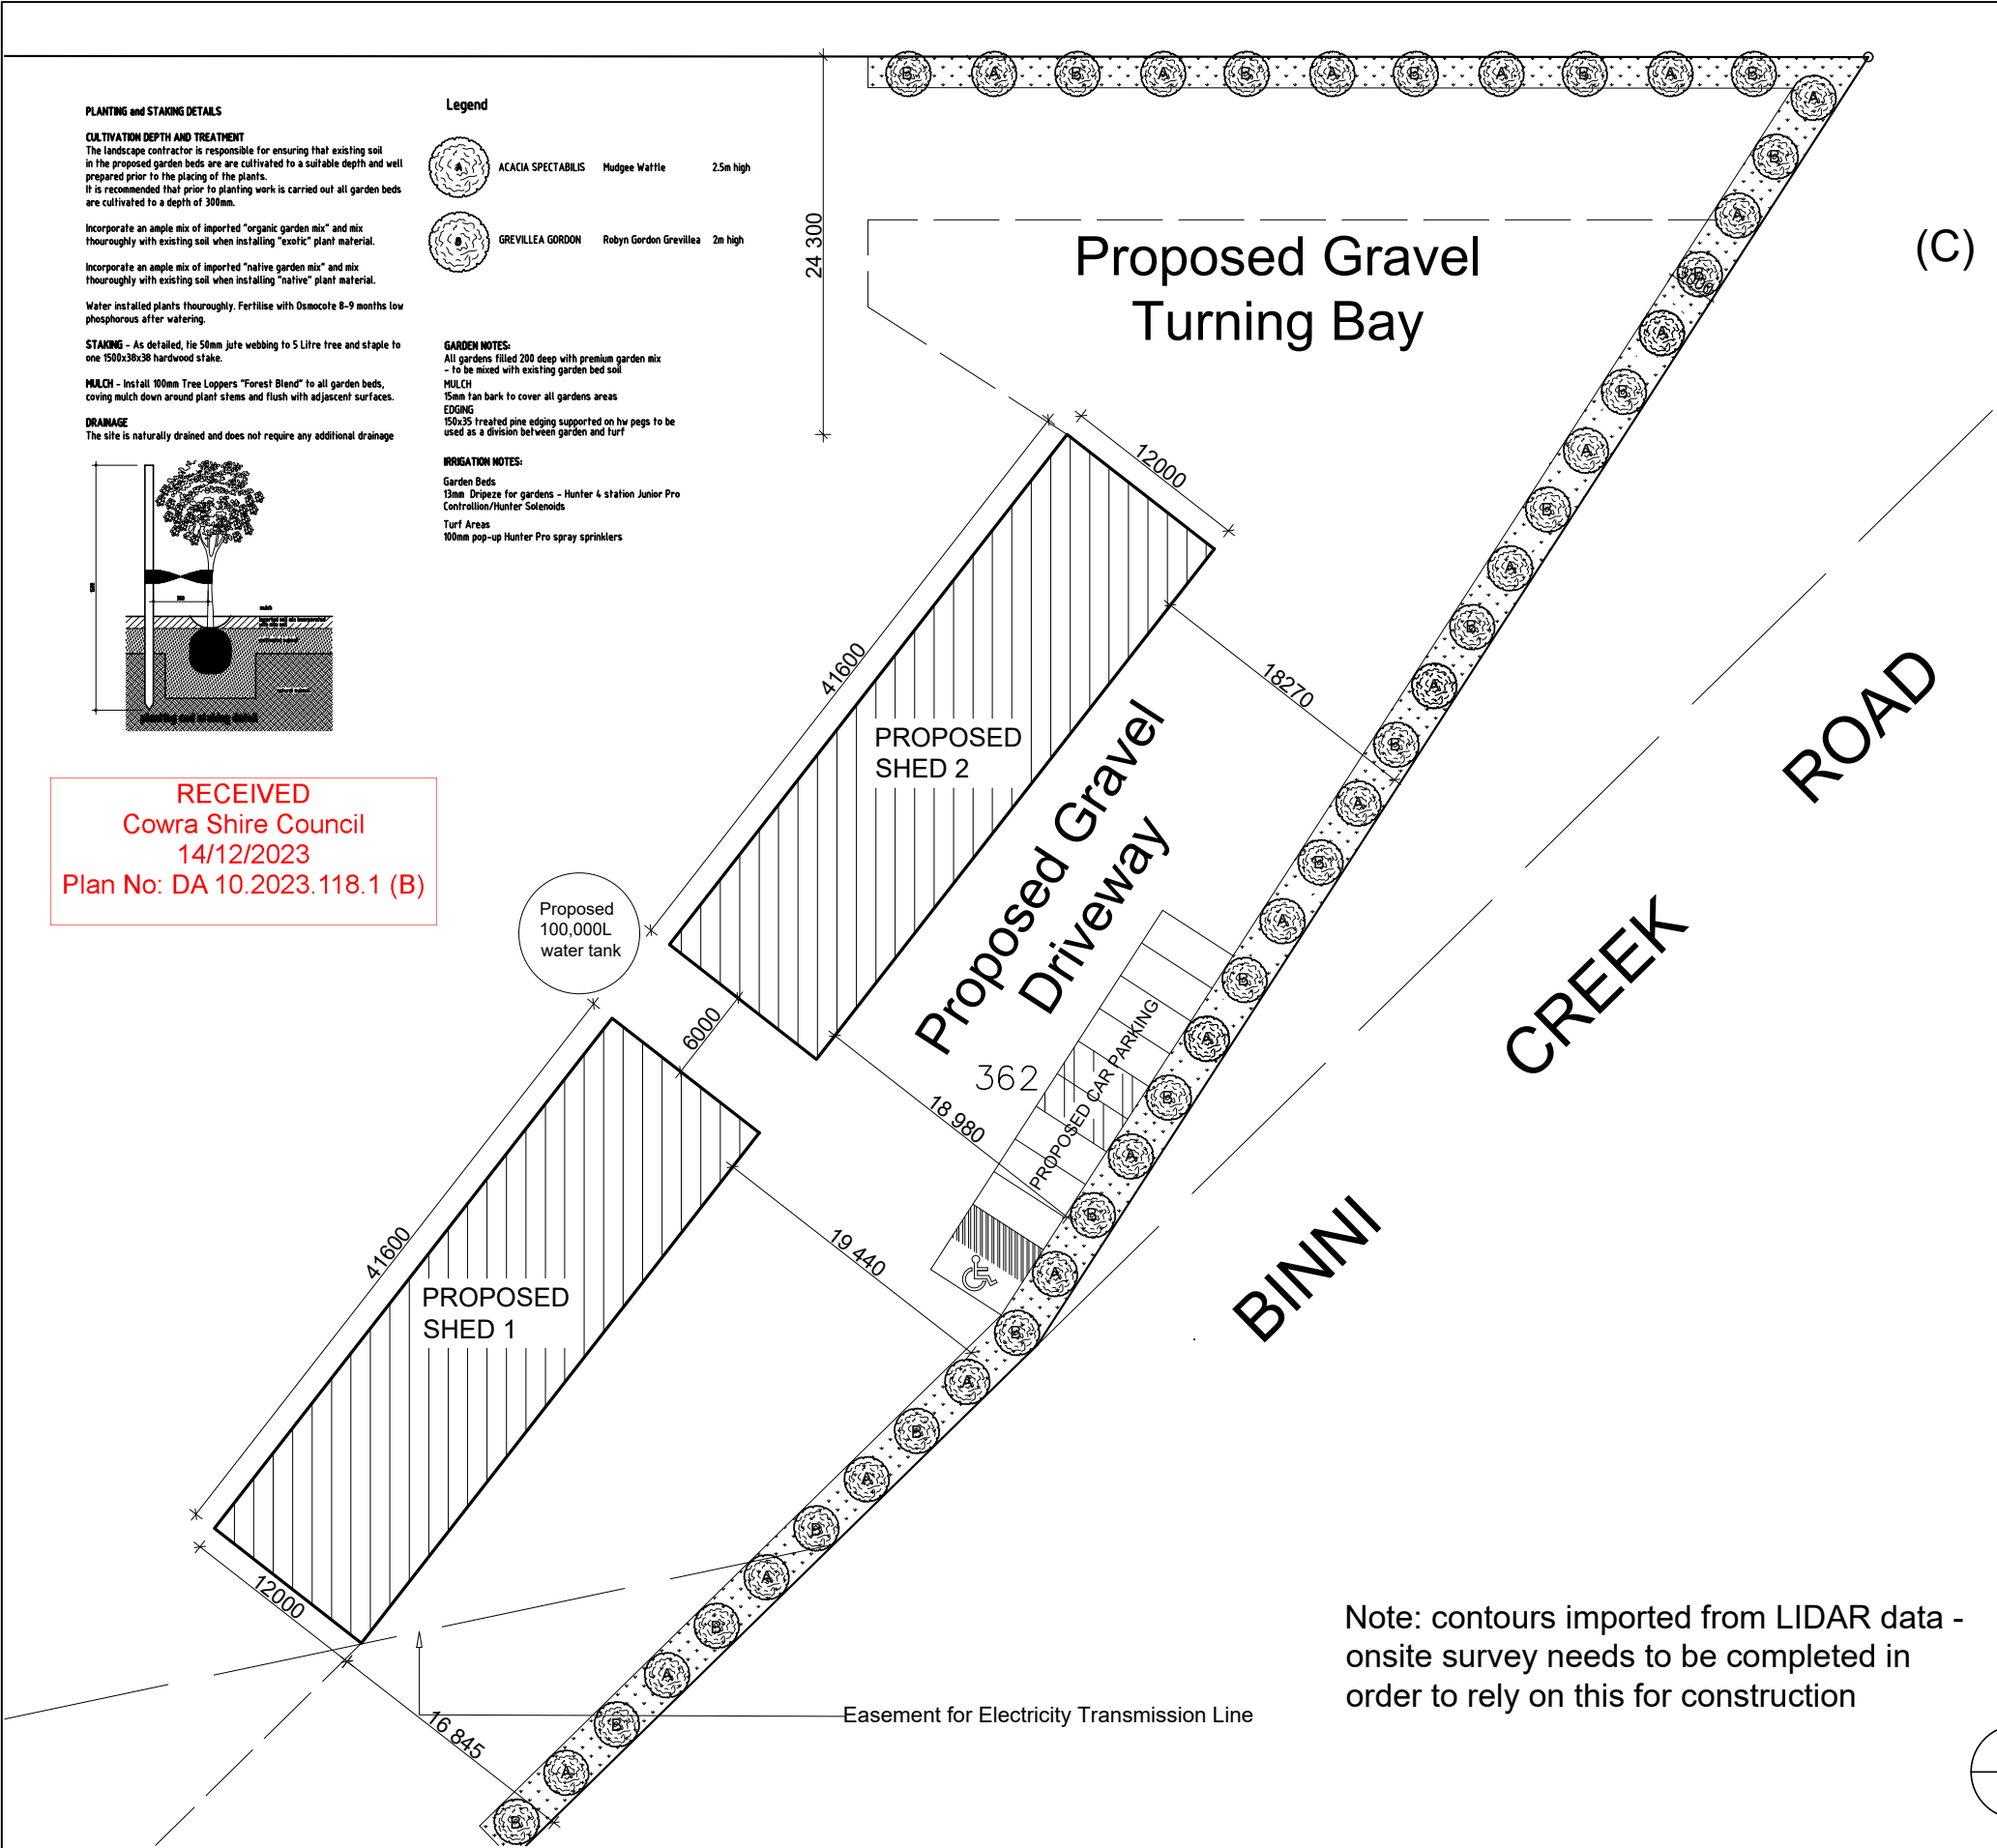 PLANTING and STAKING DETAILS
CULTIVATION DEPTH AND TREATMENT
The landscape contractor is responsible for ensuring that existing soil
in the proposed garden beds are are cultivated to a suitable depth and well
prepared prior to the placing of the plants.
It is recommended that prior to planting work is carried out all garden beds
are cultivated to a depth of 300mm.
Incorporate an ample mix of imported "organic garden mix" and mix
thouroughly with existing soil when installing "exotic" plant material.
Incorporate an ample mix of imported "native garden mix" and mix
thouroughly with existing soil when installing "native" plant material.
Water installed plants thouroughly. Fertilise with Osmocote 8-9 months low
phosphorous after watering.
STAKING - As detailed, tie 50mm jute webbing to 5 Litre tree and staple to
one 1500x38x38 hardwood stake.
MULCH - Install 100mm Tree Loppers "Forest Blend" to all garden beds,
coving mulch down around plant stems and flush with adjascent surfaces.
DRAINAGE
The site is naturally drained and does not require any additional drainage
mulch
planting and staking detail
Legend
A ACACIA SPECTABILIS Mudgee Wattle 2.5m high
B GREVILLEA GORDON Robyn Gordon Grevillea 2m high
GARDEN NOTES:
All gardens filled 200 deep with premium garden mix
- to be mixed with existing garden bed soil
MULCH
15mm tan bark to cover all gardens areas
EDGING
150x35 treated pine edging supported on hw pegs to be
used as a division between garden and turf
IRRIGATION NOTES:
Garden Beds
13mm Dripeze for gardens - Hunter 4 station Junior Pro
Controllion/Hunter Solenoids
Turf Areas
100mm pop-up Hunter Pro spray sprinklers
RECEIVED
Cowra Shire Council
14/12/2023
Plan No: DA 10.2023.118.1 (B)
B A B A B A B A B A B
A
B
A
B
A
B
A
B
A
B
A
B
A
B
A
B
A
B
A
B
A
B
A
B
A
B
A
B
A
B
A
B
24 300
Proposed Gravel
Turning Bay
(C)
12000
41600
18270
PROPOSED
SHED 2
Proposed Gravel
Driveway
Proposed
100,000L
water tank
6000
362
18 980
PROPOSED CAR PARKING
41600
19 440
PROPOSED
SHED 1
12000
16 845
BINNI
CREEK
ROAD
Easement for Electricity Transmission Line
Note: contours imported from LIDAR data -
onsite survey needs to be completed in
order to rely on this for construction